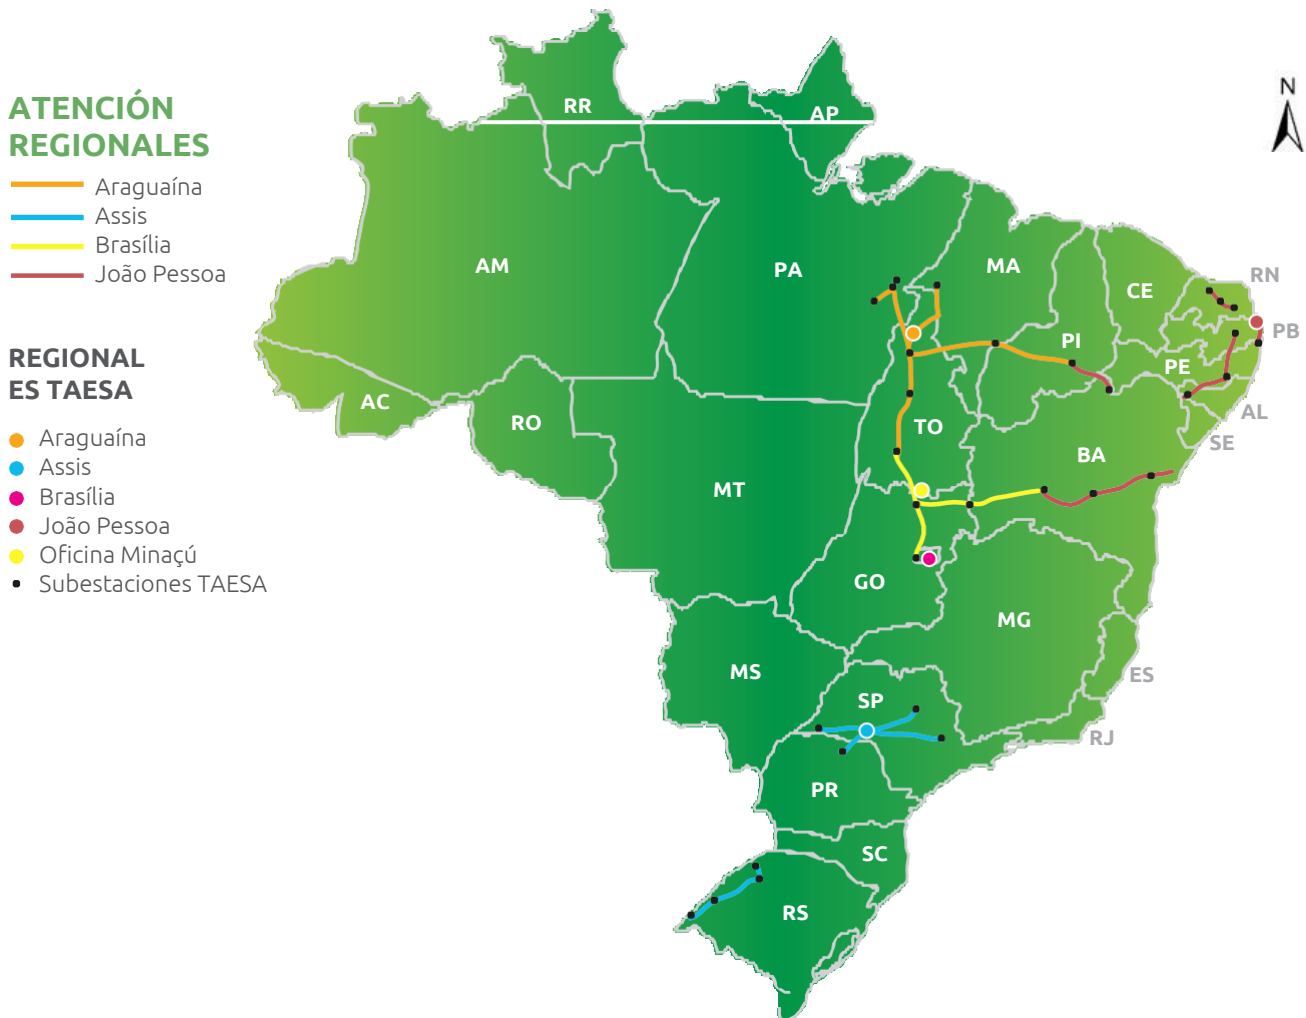 ATENCIÓN
REGIONALES
Araguaína
Assis
Brasília
João Pessoa
REGIONAL
ES TAESA
Araguaína
Assis
Brasília
João Pessoa
Oficina Minaçú
Subestaciones TAESA
N
RR
AP
AM
PA
MA
CE
RN
PB
PI
PE
AC
RO
TO
AL
SE
BA
MT
GO
MG
MS
ES
SP
RJ
PR
SC
RS